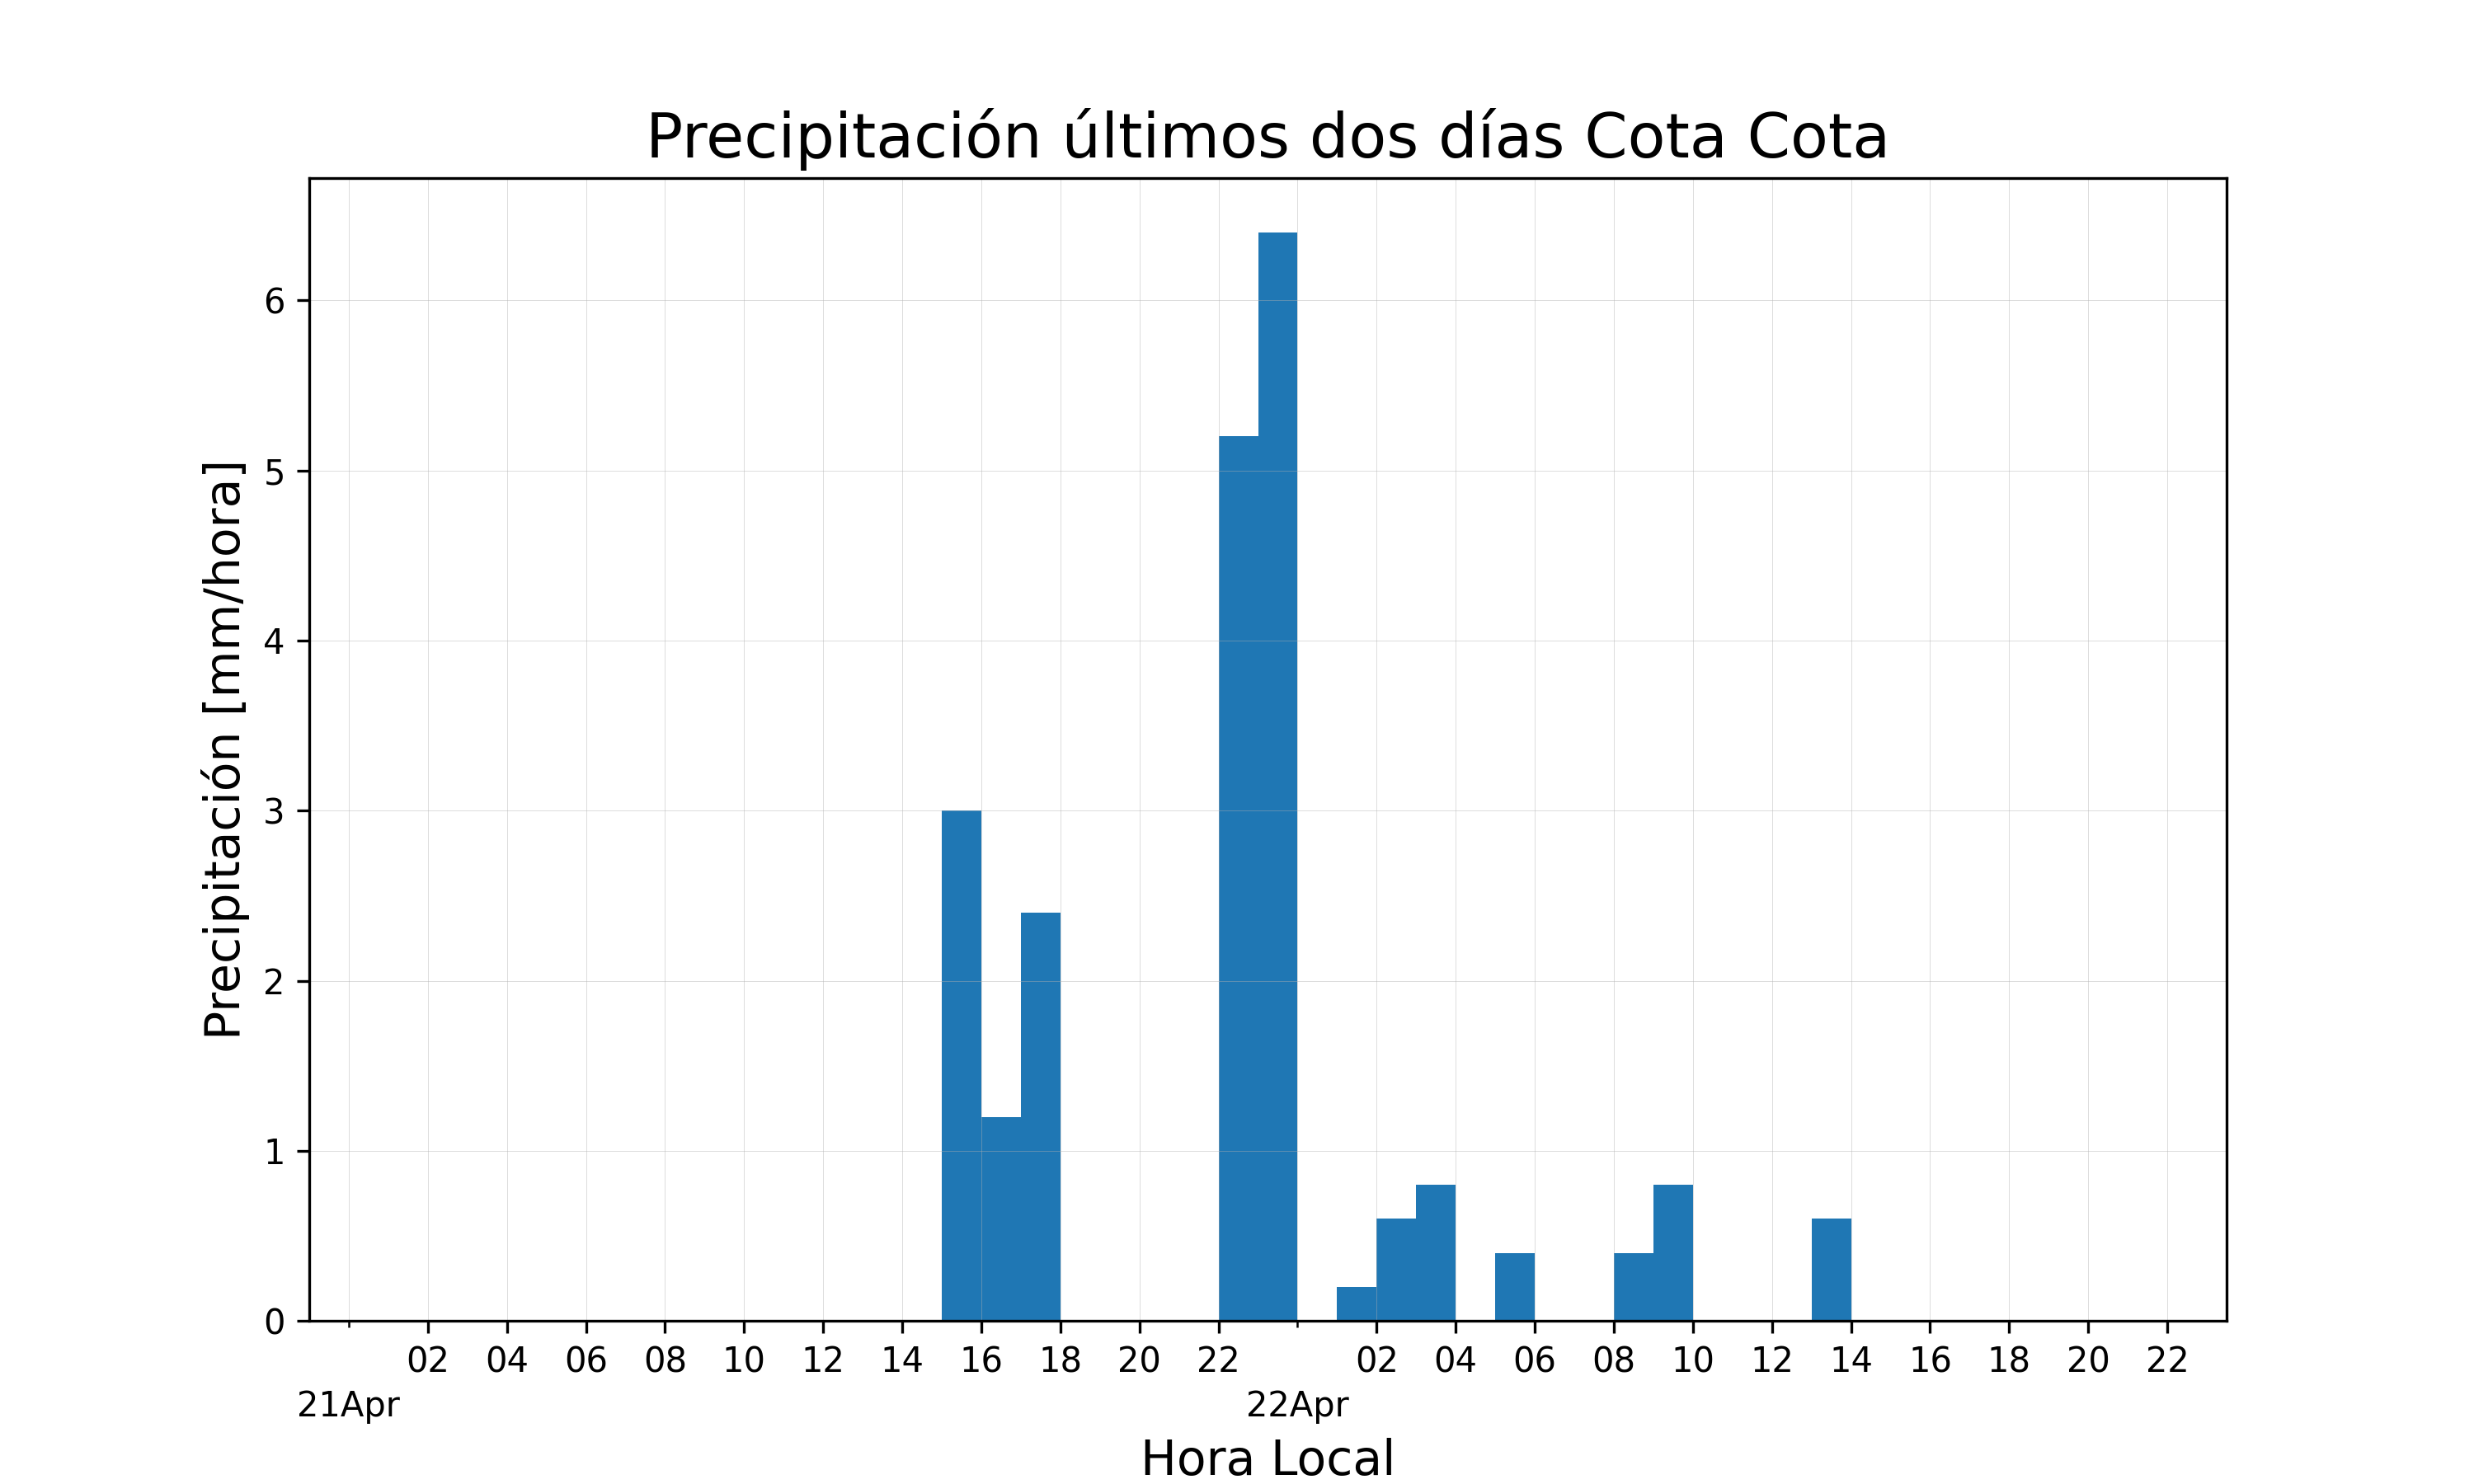 Precipitación últimos dos días Cota Cota
Precipitación [mm/hora]
6
5
4
3
2
1
0
02 04 06 08 10 12 14 16 18 20 22 02 04 06 08 10 12 14 16 18 20 22
21Apr 22Apr
Hora Local